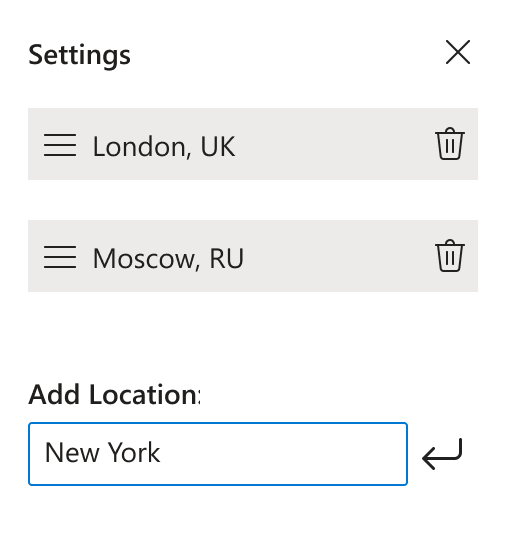 Settings
London, UK
Moscow, RU
Add Location:
New York